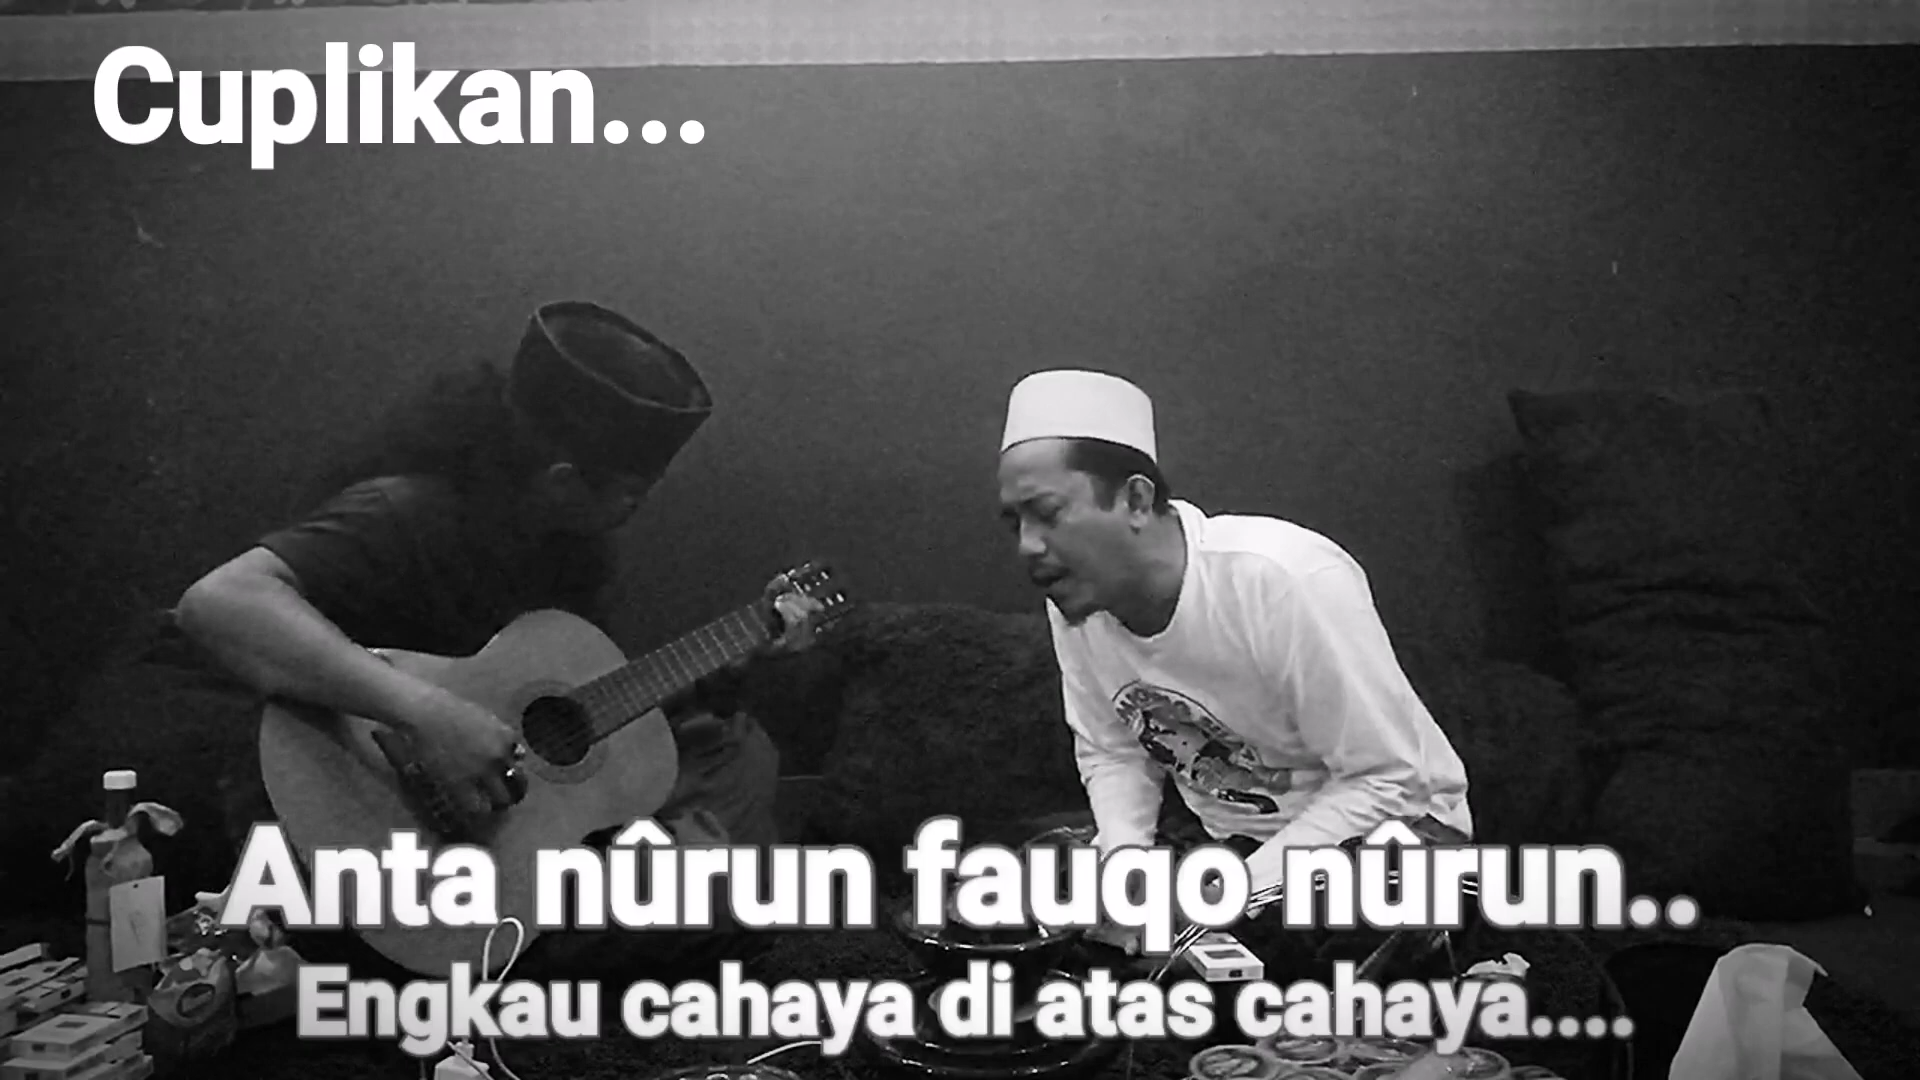 Cuplikan...
Anta nûrun fauqo nûrun..
Engkau cahaya di atas cahaya....